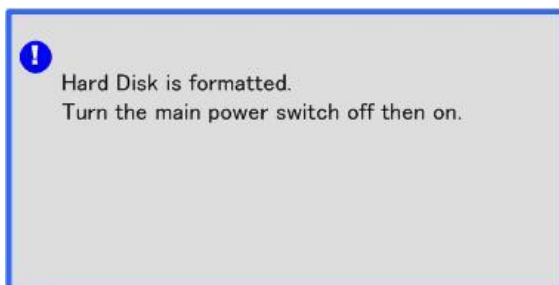 Hard Disk is formatted.
Turn the main power switch off then on.